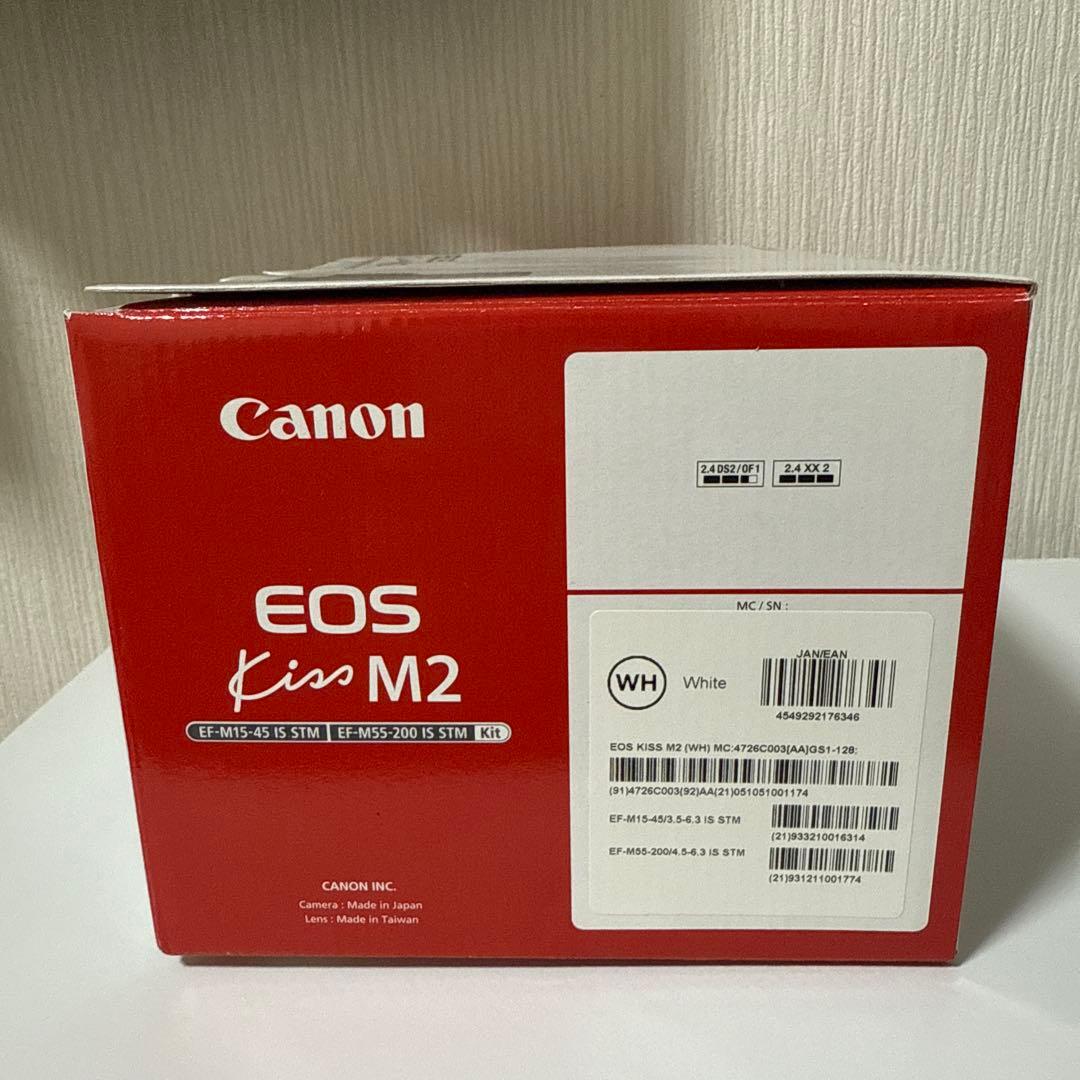 Canon
EOS
Kiss M2
EF-M15-45 IS STM EF-M55-200 IS STM Kit
CANON INC.
Camera : Made in Japan
Lens : Made in Taiwan
2.4 DS2/0F1 2.4 XX 2
MC / SN :
WH White
JAN/EAN
4549292176346
EOS KISS M2 (WH) MC:4726C003[AA]GS1-128:
(91)4726C003(92)AA(21)051051001174
EF-M15-45/3.5-6.3 IS STM
(21)933210016314
EF-M55-200/4.5-6.3 IS STM
(21)931211001774